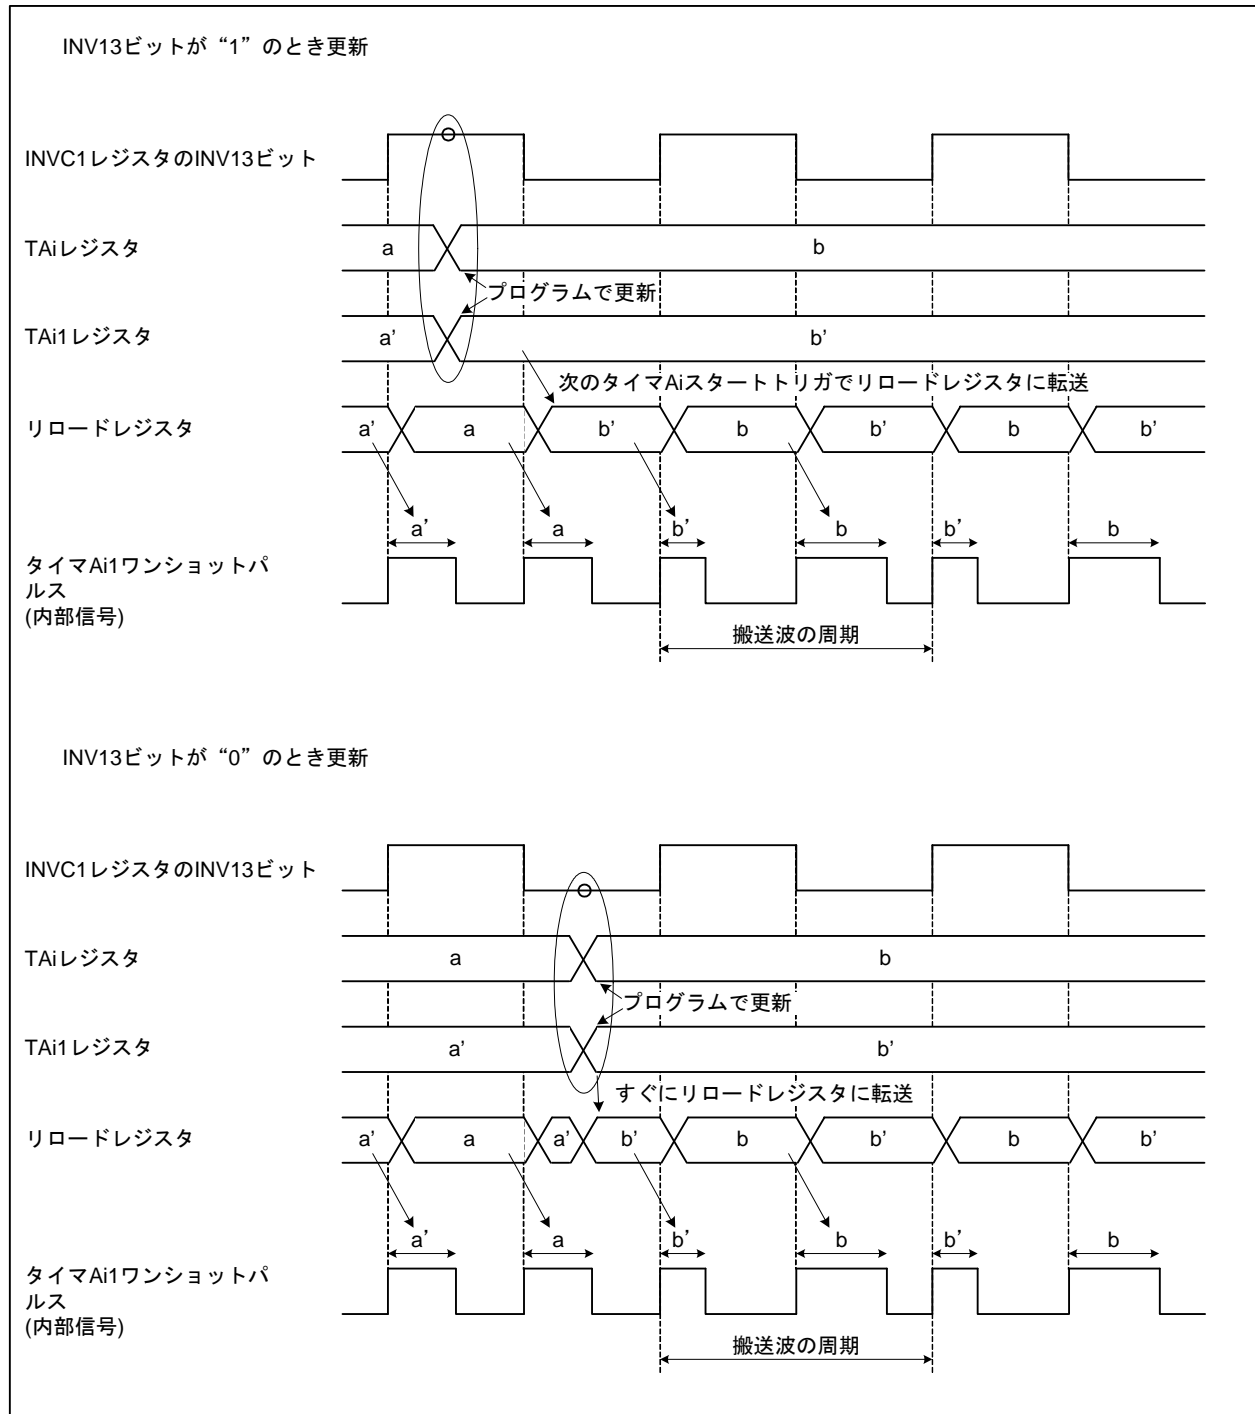 INV13ビットが“1”のとき更新
INVC1レジスタのINV13ビット
TAiレジスタ
a
b
プログラムで更新
TAi1レジスタ
a’
b’
次のタイマAiスタートトリガでリロードレジスタに転送
リロードレジスタ
a’
a
b’
b
b’
b
b’
a’
a
b’
b
b’
b
タイマAi1ワンショットパ
ルス
(内部信号)
搬送波の周期
INV13ビットが“0”のとき更新
INVC1レジスタのINV13ビット
TAiレジスタ
a
b
プログラムで更新
TAi1レジスタ
a’
b’
すぐにリロードレジスタに転送
リロードレジスタ
a’
a
a’
b’
b
b’
b
b’
a’
a
b’
b
b’
b
タイマAi1ワンショットパ
ルス
(内部信号)
搬送波の周期